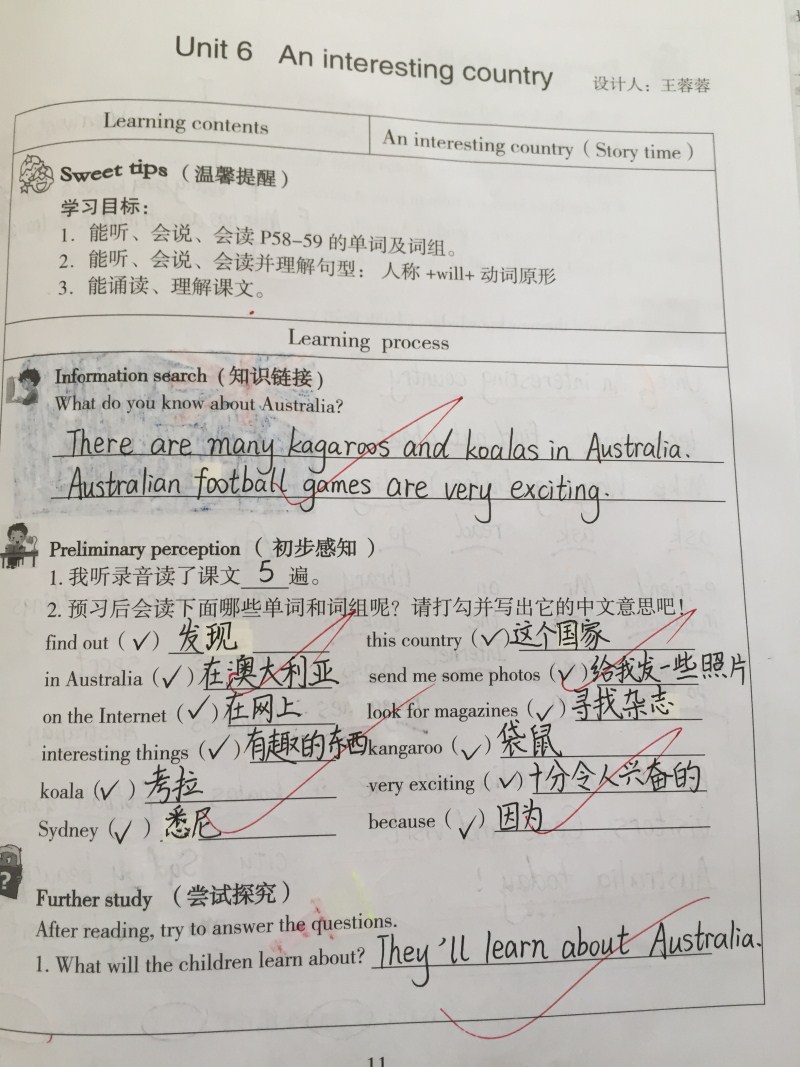 Unit 6 An interesting country
设计人：王蓉蓉
Learning contents
An interesting country ( Story time )
Sweet tips （温馨提醒）
学习目标：
1. 能听、会说、会读 P58-59 的单词及词组。
2. 能听、会说、会读并理解句型： 人称 +will+ 动词原形
3. 能诵读、理解课文。
Learning process
Information search ( 知识链接 )
What do you know about Australia?
There are many kagaroos and koalas in Australia.
Australian football games are very exciting.
Preliminary perception （ 初步感知 ）
1. 我听录音读了课文 5 遍。
2. 预习后会读下面哪些单词和词组呢？请打勾并写出它的中文意思吧！
find out ( ✓ ) 发现 this country ( ✓ ) 这个国家
in Australia ( ✓ ) 在澳大利亚 send me some photos ( ✓ ) 给我发一些照片
on the Internet ( ✓ ) 在网上 look for magazines ( ✓ ) 寻找杂志
interesting things ( ✓ ) 有趣的东西 kangaroo ( ✓ ) 袋鼠
koala ( ✓ ) 考拉 very exciting ( ✓ ) 十分令人兴奋的
Sydney ( ✓ ) 悉尼 because ( ✓ ) 因为
?
Further study （尝试探究）
After reading, try to answer the questions.
1. What will the children learn about? They'll learn about Australia.
11